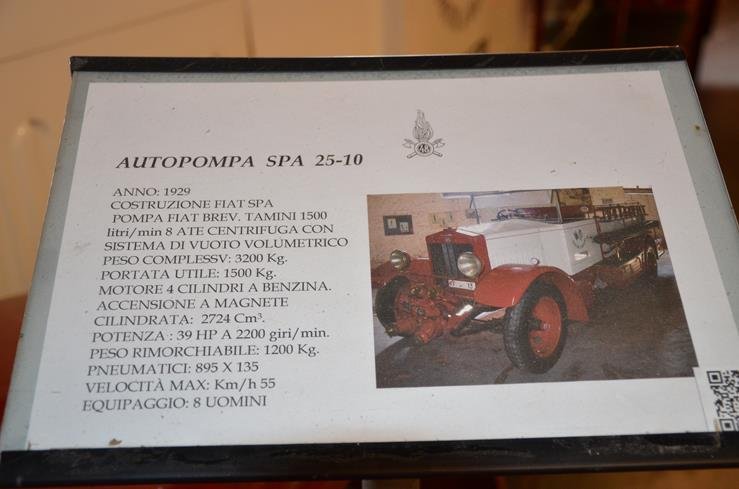 AUTOPOMPA SPA 25-10
ANNO: 1929
COSTRUZIONE FIAT SPA
POMPA FIAT BREV. TAMINI 1500
litri/min 8 ATE CENTRIFUGA CON
SISTEMA DI VUOTO VOLUMETRICO
PESO COMPLESSV: 3200 Kg.
PORTATA UTILE: 1500 Kg.
MOTORE 4 CILINDRI A BENZINA.
ACCENSIONE A MAGNETE
CILINDRATA: 2724 Cm³.
POTENZA : 39 HP A 2200 giri/min.
PESO RIMORCHIABILE: 1200 Kg.
PNEUMATICI: 895 X 135
VELOCITÀ MAX: Km/h 55
EQUIPAGGIO: 8 UOMINI